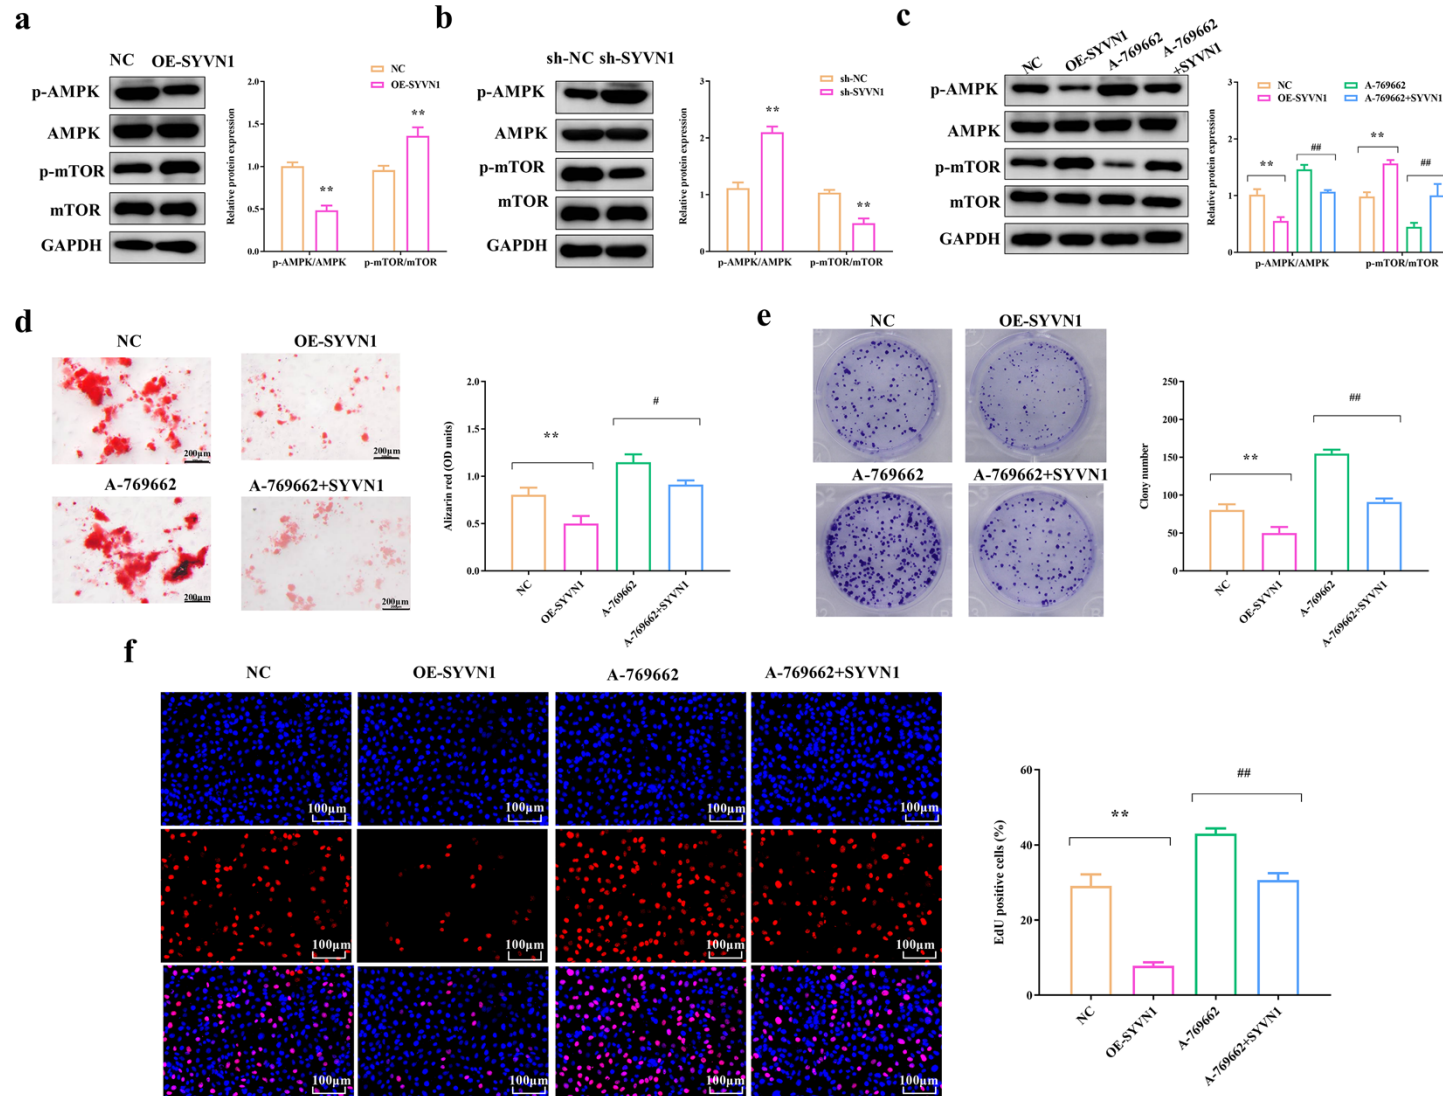 a
NC OE-SYVN1
p-AMPK
AMPK
p-mTOR
mTOR
GAPDH
NC
OE-SYVN1
Relative protein expression
2.0
1.5
1.0
0.5
0.0
**
**
p-AMPK/AMPK p-mTOR/mTOR
b
sh-NC sh-SYVN1
p-AMPK
AMPK
p-mTOR
mTOR
GAPDH
sh-NC
sh-SYVN1
Relative protein expression
3
2
1
0
**
**
p-AMPK/AMPK p-mTOR/mTOR
c
NC
OE-SYVN1
A-769662
A-769662
+SYVN1
p-AMPK
AMPK
p-mTOR
mTOR
GAPDH
NC A-769662
OE-SYVN1 A-769662+SYVN1
Relative protein expression
3
2
1
0
**
##
**
##
p-AMPK/AMPK p-mTOR/mTOR
d
NC
OE-SYVN1
200µm
200µm
A-769662
A-769662+SYVN1
200µm
200µm
Alizarin red (OD units)
2.0
1.5
1.0
0.5
0.0
**
#
NC
OE-SYVN1
A-769662
A-769662+SYVN1
e
NC
OE-SYVN1
A-769662
A-769662+SYVN1
Clony number
250
200
150
100
50
0
**
##
NC
OE-SYVN1
A-769662
A-769662+SYVN1
f
NC
OE-SYVN1
A-769662
A-769662+SYVN1
100µm
100µm
100µm
100µm
100µm
100µm
100µm
100µm
100µm
100µm
100µm
100µm
EdU positive cells (%)
60
40
20
0
**
##
NC
OE-SYVN1
A-769662
A-769662+SYVN1